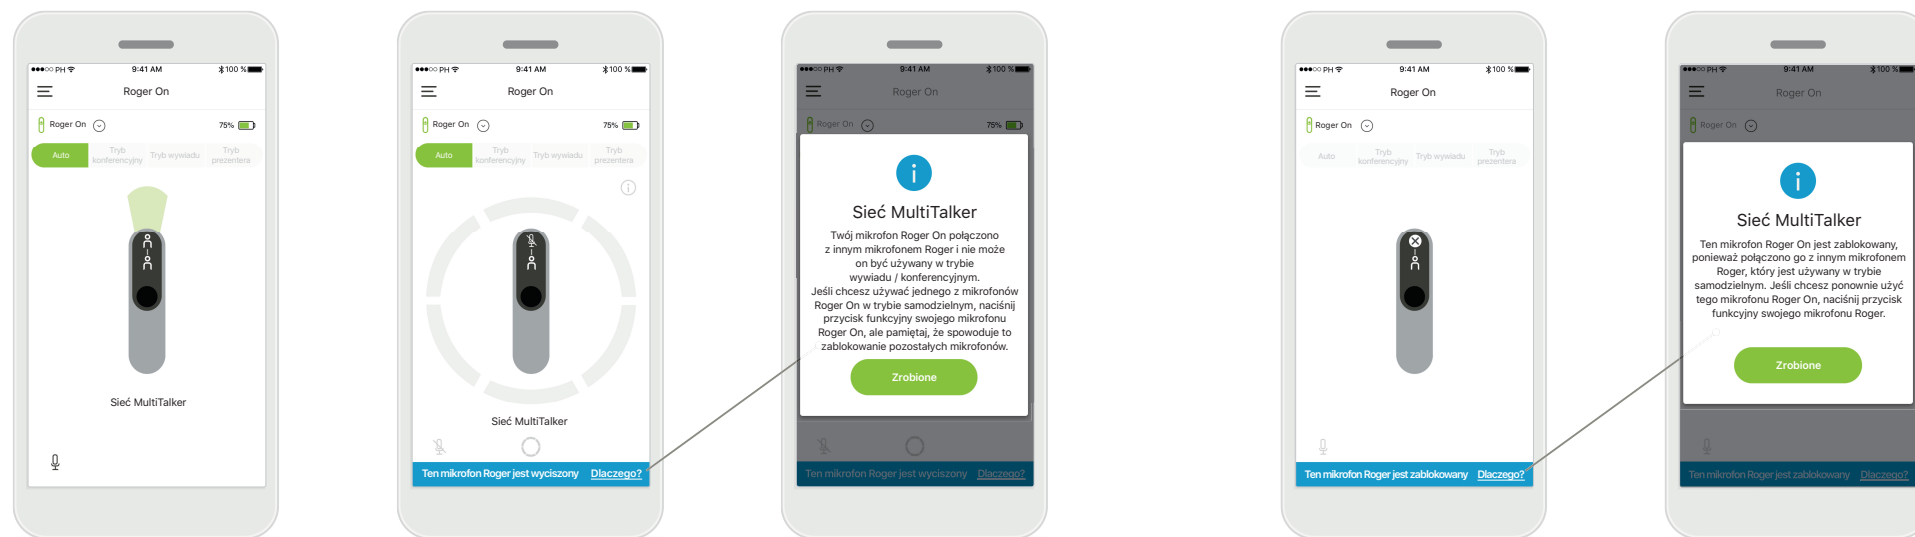 PH
9:41 AM
100 %
Roger On
Roger On
75%
Auto
Tryb
konferencyjny
Tryb wywiadu
Tryb
prezentera
Sieć MultiTalker
PH
9:41 AM
100 %
Roger On
Roger On
75%
Auto
Tryb
konferencyjny
Tryb wywiadu
Tryb
prezentera
i
Sieć MultiTalker
Ten mikrofon Roger jest wyciszony Dlaczego?
PH
9:41 AM
100 %
Roger On
Roger On
75%
i
Sieć MultiTalker
Twój mikrofon Roger On połączono
z innym mikrofonem Roger i nie może
on być używany w trybie
wywiadu / konferencyjnym.
Jeśli chcesz używać jednego z mikrofonów
Roger On w trybie samodzielnym, naciśnij
przycisk funkcyjny swojego mikrofonu
Roger On, ale pamiętaj, że spowoduje to
zablokowanie pozostałych mikrofonów.
Zrobione
Ten mikrofon Roger jest wyciszony Dlaczego?
PH
9:41 AM
100 %
Roger On
Roger On
Auto
Tryb
konferencyjny
Tryb wywiadu
Tryb
prezentera
Ten mikrofon Roger jest zablokowany Dlaczego?
PH
9:41 AM
100 %
Roger On
Roger On
i
Sieć MultiTalker
Ten mikrofon Roger On jest zablokowany,
ponieważ połączono go z innym mikrofonem
Roger, który jest używany w trybie
samodzielnym. Jeśli chcesz ponownie użyć
tego mikrofonu Roger On, naciśnij przycisk
funkcyjny swojego mikrofonu Roger.
Zrobione
Ten mikrofon Roger jest zablokowany Dlaczego?